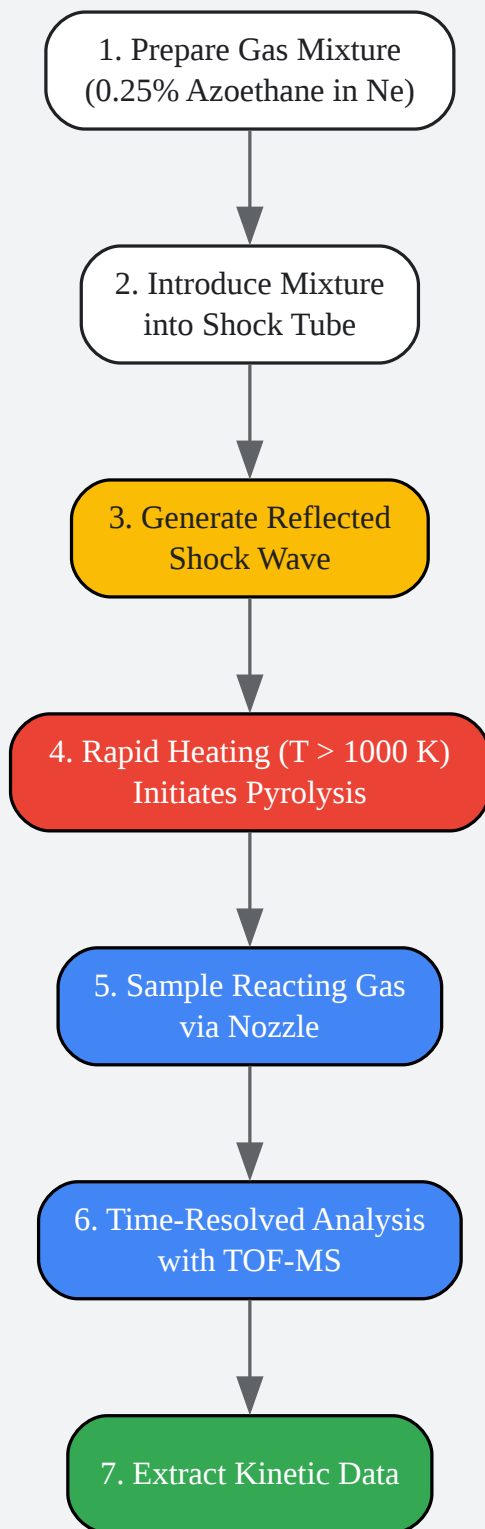 1. Prepare Gas Mixture
(0.25% Azoethane in Ne)
2. Introduce Mixture
into Shock Tube
3. Generate Reflected
Shock Wave
4. Rapid Heating (T > 1000 K)
Initiates Pyrolysis
5. Sample Reacting Gas
via Nozzle
6. Time-Resolved Analysis
with TOF-MS
7. Extract Kinetic Data